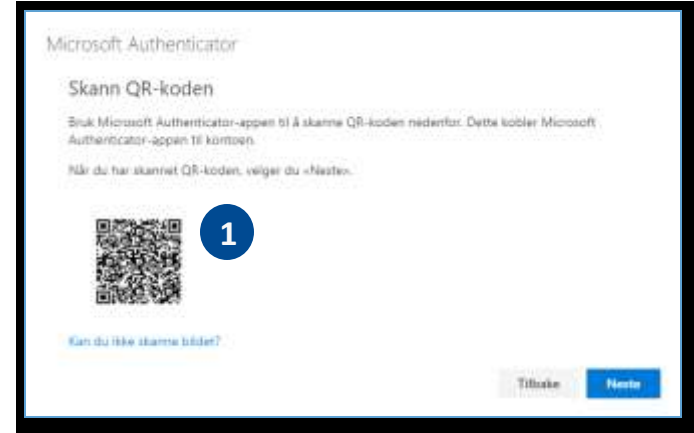 Microsoft Authenticator
Skann QR-koden
Bruk Microsoft Authenticator-appen til å skanne QR-koden nedenfor. Dette kobler Microsoft
Authenticator-appen til kontoen.
Når du har skannet QR-koden, velger du «Neste».
1
Kan du ikke skanne bildet?
Tilbake
Neste